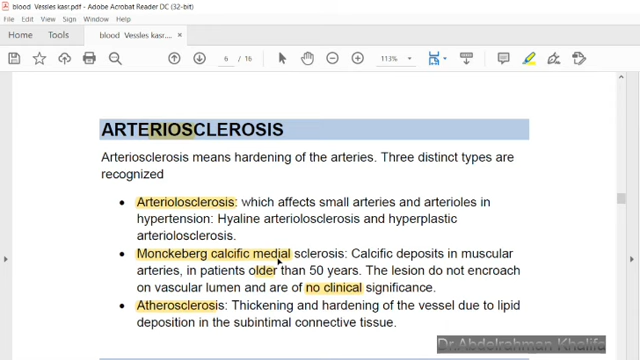 blood Vessles kasr.pdf - Adobe Acrobat Reader DC (32-bit)
File Edit View Sign Window Help
Home Tools blood Vessles kasr.... ×
6 / 16 113%
ARTERIOSCLEROSIS
Arteriosclerosis means hardening of the arteries. Three distinct types are
recognized
• Arteriolosclerosis: which affects small arteries and arterioles in
hypertension: Hyaline arteriolosclerosis and hyperplastic
arteriolosclerosis.
• Monckeberg calcific medial sclerosis: Calcific deposits in muscular
arteries, in patients older than 50 years. The lesion do not encroach
on vascular lumen and are of no clinical significance.
• Atherosclerosis: Thickening and hardening of the vessel due to lipid
deposition in the subintimal connective tissue.
Dr.Abdelrahman Khalifa